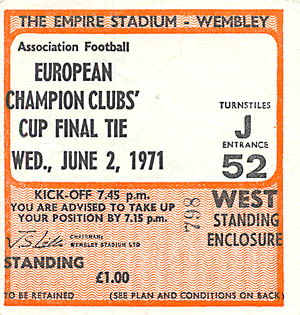 THE EMPIRE STADIUM - WEMBLEY
Association Football
EUROPEAN
CHAMPION CLUBS'
CUP FINAL TIE
WED., JUNE 2, 1971
TURNSTILES
J
ENTRANCE
52
KICK-OFF 7.45 p.m.
YOU ARE ADVISED TO TAKE UP
YOUR POSITION BY 7.15 p.m.
798
WEST
STANDING
ENCLOSURE
CHAIRMAN:
WEMBLEY STADIUM LTD
STANDING
£1.00
TO BE RETAINED (SEE PLAN AND CONDITIONS ON BACK)